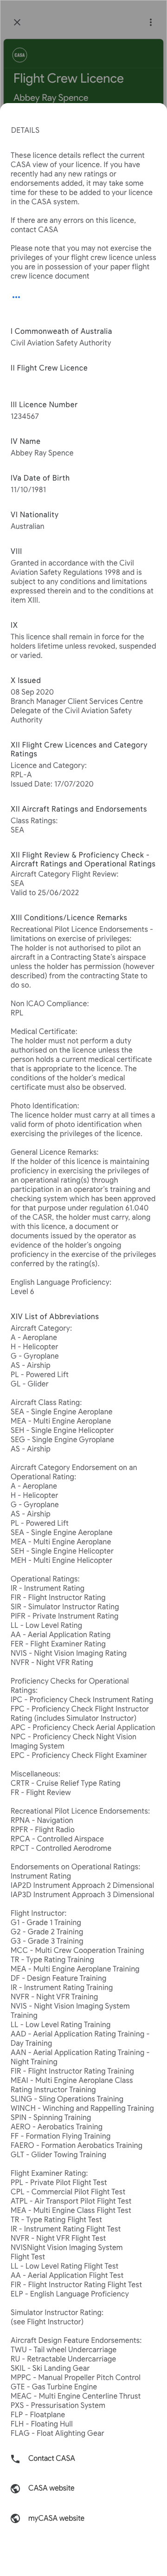 CASA
Flight Crew Licence
Abbey Ray Spence
DETAILS
These licence details reflect the current
CASA view of your licence. If you have
recently had any new ratings or
endorsements added, it may take some
time for these to be added to your licence
in the CASA system.
If there are any errors on this licence,
contact CASA
Please note that you may not exercise the
privileges of your flight crew licence unless
you are in possession of your paper flight
crew licence document
I Commonwealth of Australia
Civil Aviation Safety Authority
II Flight Crew Licence
III Licence Number
1234567
IV Name
Abbey Ray Spence
IVa Date of Birth
11/10/1981
VI Nationality
Australian
VIII
Granted in accordance with the Civil
Aviation Safety Regulations 1998 and is
subject to any conditions and limitations
expressed therein and to the conditions at
item XIII.
IX
This licence shall remain in force for the
holders lifetime unless revoked, suspended
or varied.
X Issued
08 Sep 2020
Branch Manager Client Services Centre
Delegate of the Civil Aviation Safety
Authority
XII Flight Crew Licences and Category
Ratings
Licence and Category:
RPL-A
Issued Date: 17/07/2020
XII Aircraft Ratings and Endorsements
Class Ratings:
SEA
XII Flight Review & Proficiency Check -
Aircraft Ratings and Operational Ratings
Aircraft Category Flight Review:
SEA
Valid to 25/06/2022
XIII Conditions/Licence Remarks
Recreational Pilot Licence Endorsements -
limitations on exercise of privileges:
The holder is not authorised to pilot an
aircraft in a Contracting State's airspace
unless the holder has permission (however
described) from the contracting State to
do so.
Non ICAO Compliance:
RPL
Medical Certificate:
The holder must not perform a duty
authorised on the licence unless the
person holds a current medical certificate
that is appropriate to the licence. The
conditions of the holder's medical
certificate must also be observed.
Photo Identification:
The licence holder must carry at all times a
valid form of photo identification when
exercising the privileges of the licence.
General Licence Remarks:
If the holder of this licence is maintaining
proficiency in exercising the privileges of
an operational rating(s) through
participation in an operator's training and
checking system which has been approved
for that purpose under regulation 61.040
of the CASR, the holder must carry, along
with this licence, a document or
documents issued by the operator as
evidence of the holder's ongoing
proficiency in the exercise of the privileges
conferred by the rating(s).
English Language Proficiency:
Level 6
XIV List of Abbreviations
Aircraft Category:
A - Aeroplane
H - Helicopter
G - Gyroplane
AS - Airship
PL - Powered Lift
GL - Glider
Aircraft Class Rating:
SEA - Single Engine Aeroplane
MEA - Multi Engine Aeroplane
SEH - Single Engine Helicopter
SEG - Single Engine Gyroplane
AS - Airship
Aircraft Category Endorsement on an
Operational Rating:
A - Aeroplane
H - Helicopter
G - Gyroplane
AS - Airship
PL - Powered Lift
SEA - Single Engine Aeroplane
MEA - Multi Engine Aeroplane
SEH - Single Engine Helicopter
MEH - Multi Engine Helicopter
Operational Ratings:
IR - Instrument Rating
FIR - Flight Instructor Rating
SIR - Simulator Instructor Rating
PIFR - Private Instrument Rating
LL - Low Level Rating
AA - Aerial Application Rating
FER - Flight Examiner Rating
NVIS - Night Vision Imaging Rating
NVFR - Night VFR Rating
Proficiency Checks for Operational
Ratings:
IPC - Proficiency Check Instrument Rating
FPC - Proficiency Check Flight Instructor
Rating (includes Simulator Instructor)
APC - Proficiency Check Aerial Application
NPC - Proficiency Check Night Vision
Imaging System
EPC - Proficiency Check Flight Examiner
Miscellaneous:
CRTR - Cruise Relief Type Rating
FR - Flight Review
Recreational Pilot Licence Endorsements:
RPNA - Navigation
RPFR - Flight Radio
RPCA - Controlled Airspace
RPCT - Controlled Aerodrome
Endorsements on Operational Ratings:
Instrument Rating
IAP2D Instrument Approach 2 Dimensional
IAP3D Instrument Approach 3 Dimensional
Flight Instructor:
G1 - Grade 1 Training
G2 - Grade 2 Training
G3 - Grade 3 Training
MCC - Multi Crew Cooperation Training
TR - Type Rating Training
MEA - Multi Engine Aeroplane Training
DF - Design Feature Training
IR - Instrument Rating Training
NVFR - Night VFR Training
NVIS - Night Vision Imaging System
Training
LL - Low Level Rating Training
AAD - Aerial Application Rating Training -
Day Training
AAN - Aerial Application Rating Training -
Night Training
FIR - Flight Instructor Rating Training
MEAI - Multi Engine Aeroplane Class
Rating Instructor Training
SLING - Sling Operations Training
WINCH - Winching and Rappelling Training
SPIN - Spinning Training
AERO - Aerobatics Training
FF - Formation Flying Training
FAERO - Formation Aerobatics Training
GLT - Glider Towing Training
Flight Examiner Rating:
PPL - Private Pilot Flight Test
CPL - Commercial Pilot Flight Test
ATPL - Air Transport Pilot Flight Test
MEA - Multi Engine Class Flight Test
TR - Type Rating Flight Test
IR - Instrument Rating Flight Test
NVFR - Night VFR Flight Test
NVISNight Vision Imaging System
Flight Test
LL - Low Level Rating Flight Test
AA - Aerial Application Flight Test
FIR - Flight Instructor Rating Flight Test
ELP - English Language Proficiency
Simulator Instructor Rating:
(see Flight Instructor)
Aircraft Design Feature Endorsements:
TWU - Tail wheel Undercarriage
RU - Retractable Undercarriage
SKIL - Ski Landing Gear
MPPC - Manual Propeller Pitch Control
GTE - Gas Turbine Engine
MEAC - Multi Engine Centerline Thrust
PXS - Pressurisation System
FLP - Floatplane
FLH - Floating Hull
FLAG - Float Alighting Gear
Contact CASA
CASA website
myCASA website